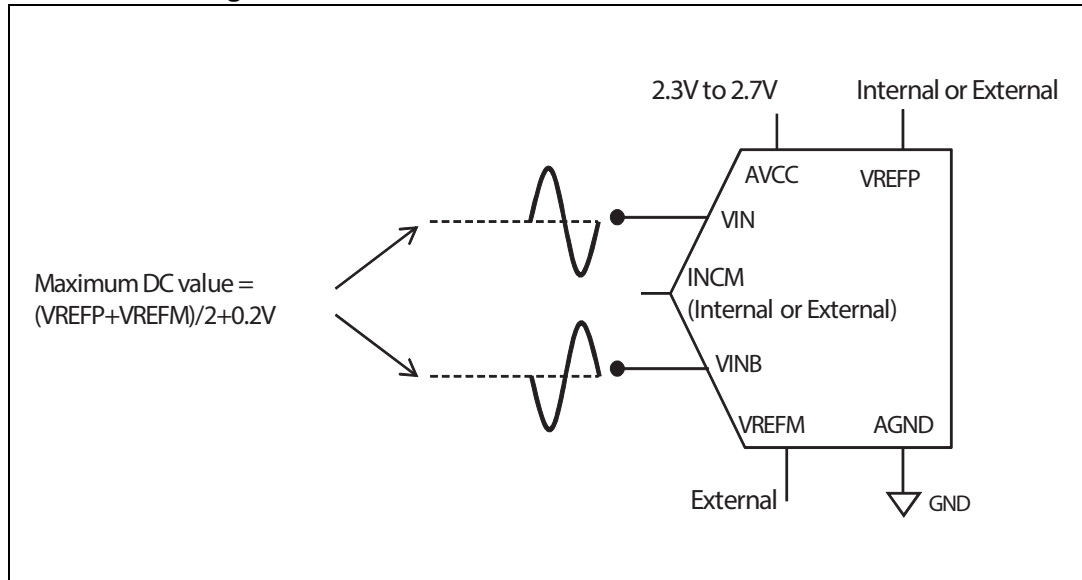 2.3V to 2.7V
Internal or External
AVCC
VREFP
VIN
INCM
(Internal or External)
Maximum DC value =
(VREFP+VREFM)/2+0.2V
VINB
VREFM
AGND
External
GND